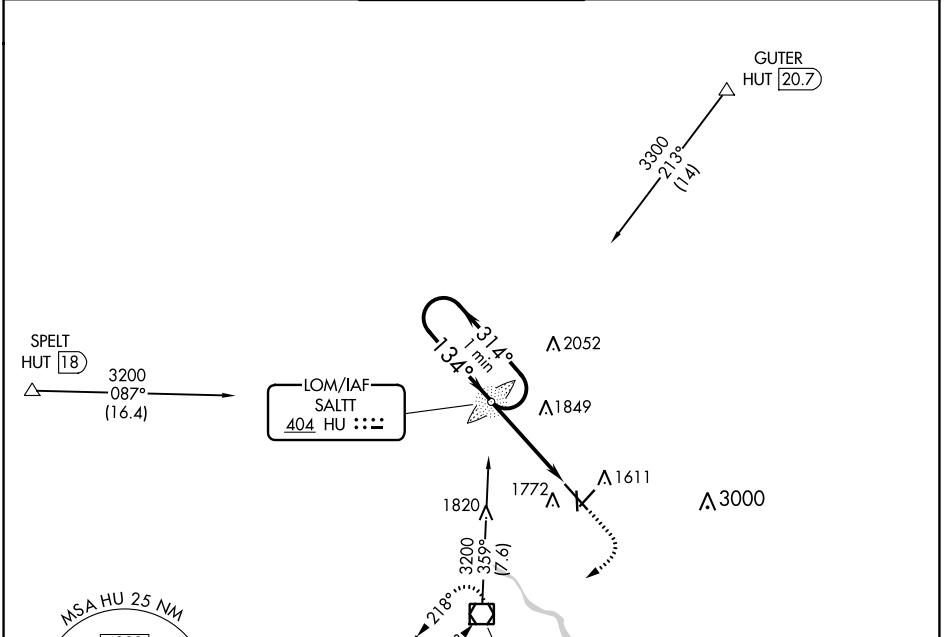 GUTER
HUT 20.7
3300
213°
(14)
SPELT
HUT 18
3200
087°
(16.4)
LOM/IAF
SALTT
404 HU
314°
1 min
134°
2052
1849
1772
1611
3000
1820
3200
359°
(7.6)
218°
MSA HU 25 NM